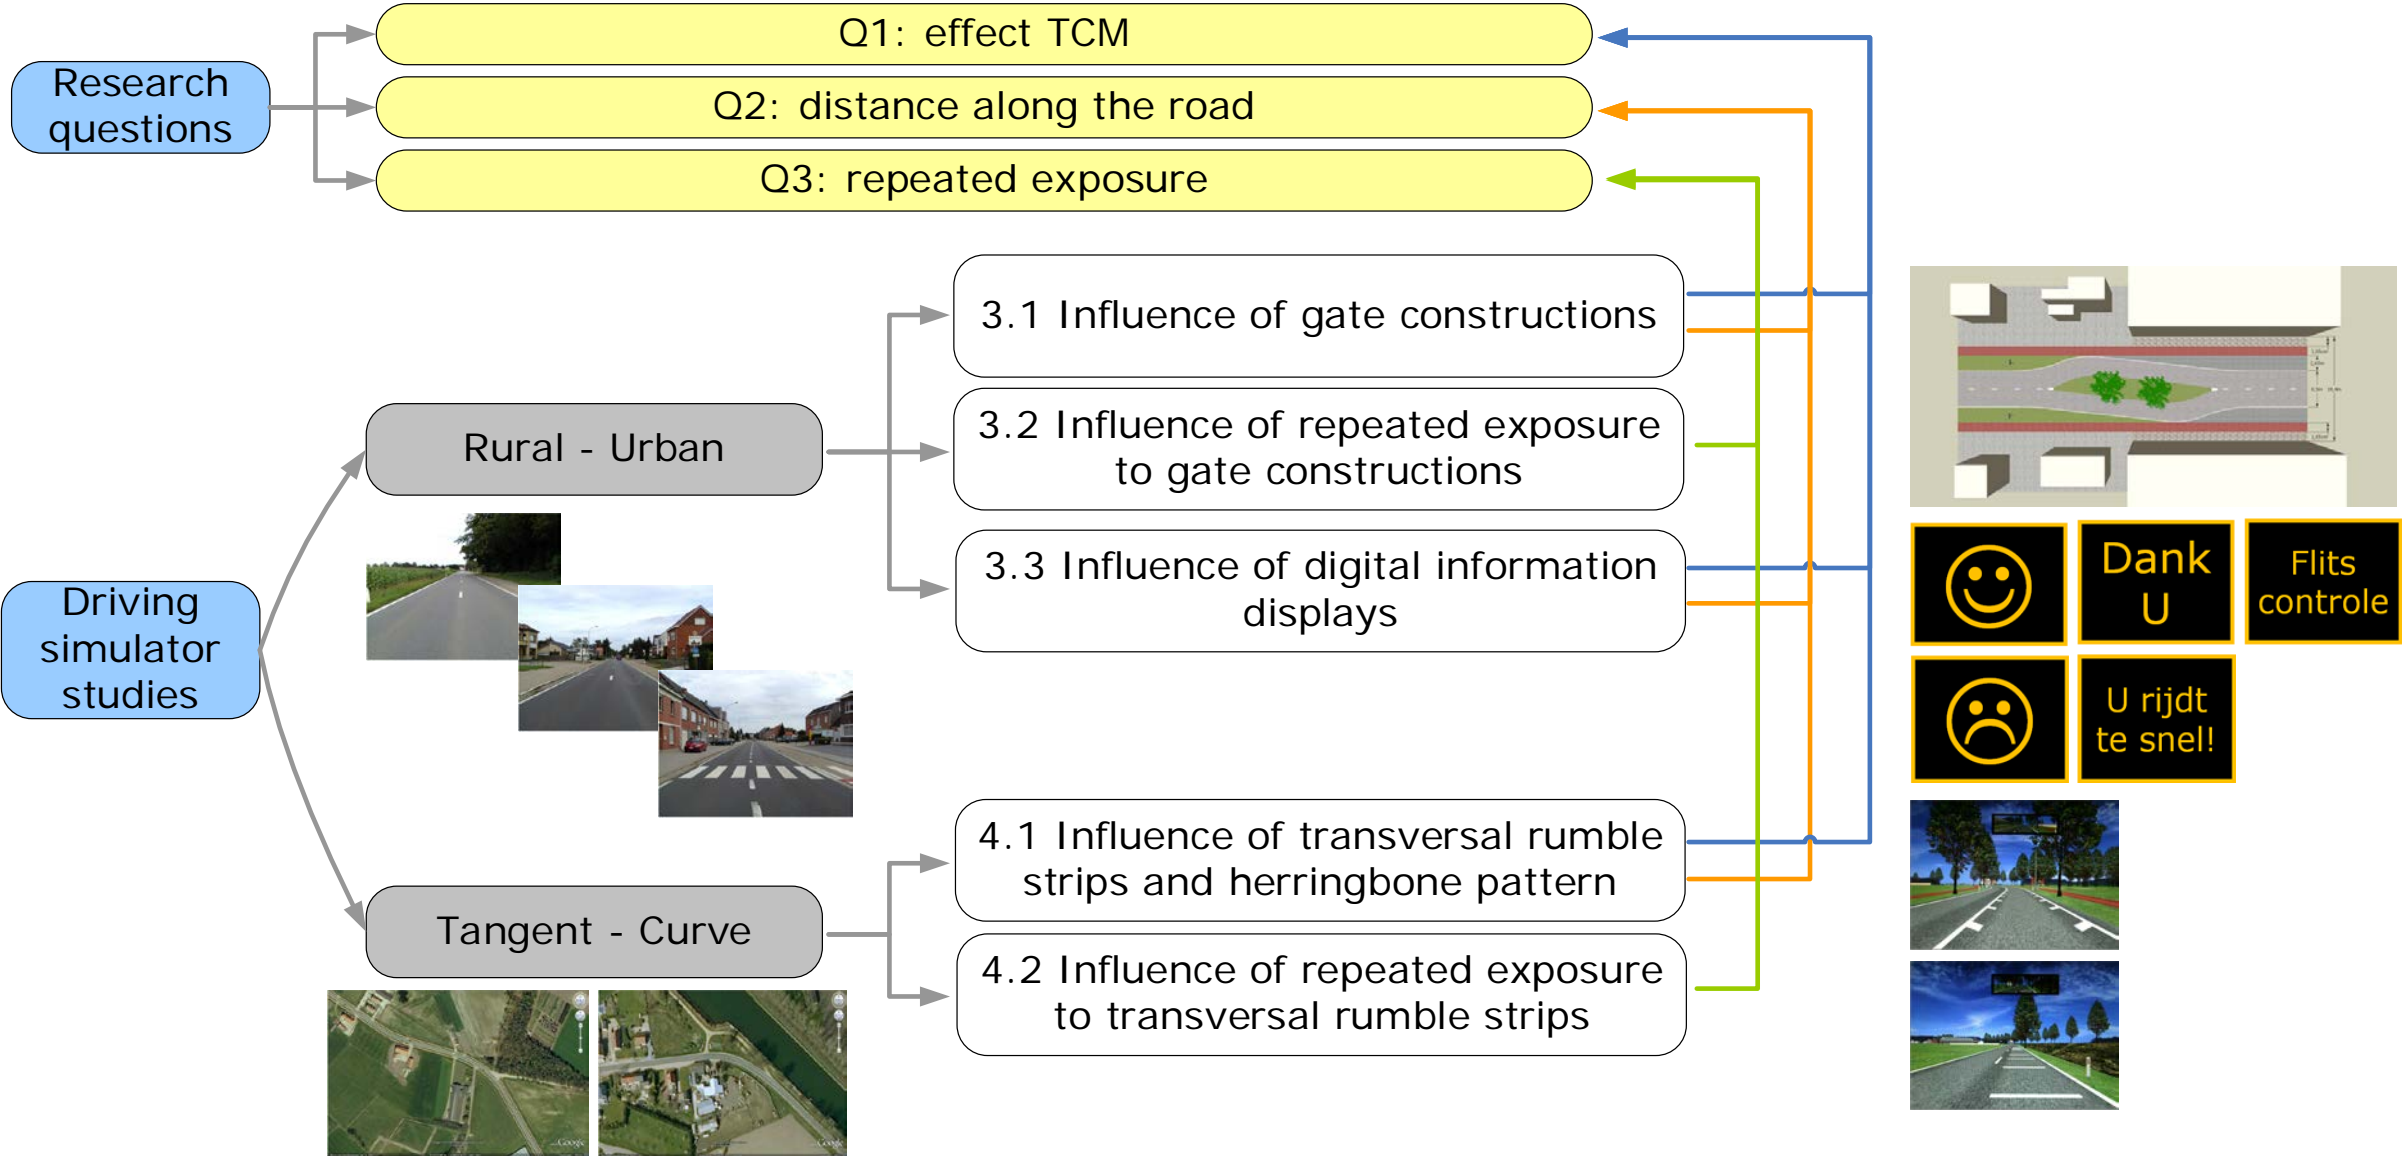 Q1: effect TCM
Research
questions
Q2: distance along the road
Q3: repeated exposure
3.1 Influence of gate constructions
Rural - Urban
3.2 Influence of repeated exposure
to gate constructions
3.3 Influence of digital information
displays
Dank
U
Flits
controle
U rijdt
te snel!
Driving
simulator
studies
4.1 Influence of transversal rumble
strips and herringbone pattern
Tangent - Curve
4.2 Influence of repeated exposure
to transversal rumble strips
Google
Google